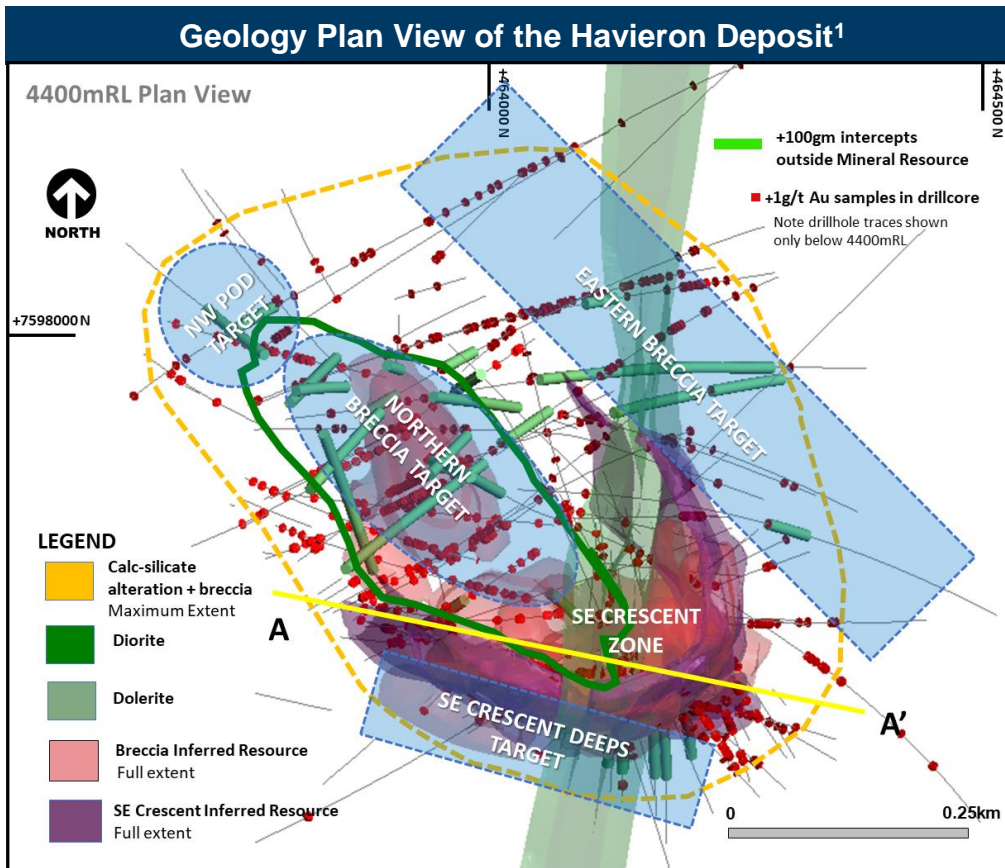 Geology Plan View of the Havieron Deposit¹
4400mRL Plan View
+464000 N
+464500 N
+100gm intercepts
outside Mineral Resource
+1g/t Au samples in drillcore
Note drillhole traces shown
only below 4400mRL
NORTH
+7598000 N
NW POD
TARGET
NORTHERN
BRECCIA TARGET
EASTERN BRECCIA TARGET
SE CRESCENT
ZONE
SE CRESCENT DEEPS
TARGET
A
A'
LEGEND
Calc-silicate
alteration + breccia
Maximum Extent
Diorite
Dolerite
Breccia Inferred Resource
Full extent
SE Crescent Inferred Resource
Full extent
0
0.25km